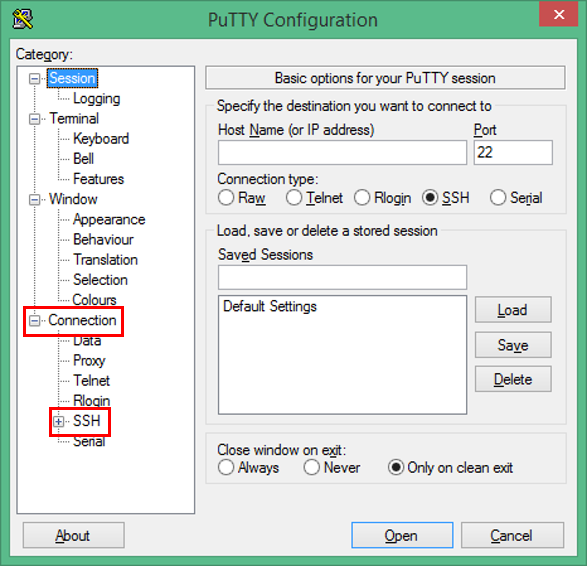 PuTTY Configuration
Category:
Session
Logging
Terminal
Keyboard
Bell
Features
Window
Appearance
Behaviour
Translation
Selection
Colours
Connection
Data
Proxy
Telnet
Rlogin
SSH
Serial
Basic options for your PuTTY session
Specify the destination you want to connect to
Host Name (or IP address) Port
22
Connection type:
Raw Telnet Rlogin SSH Serial
Load, save or delete a stored session
Saved Sessions
Default Settings
Load
Save
Delete
Close window on exit:
Always Never Only on clean exit
About Open Cancel